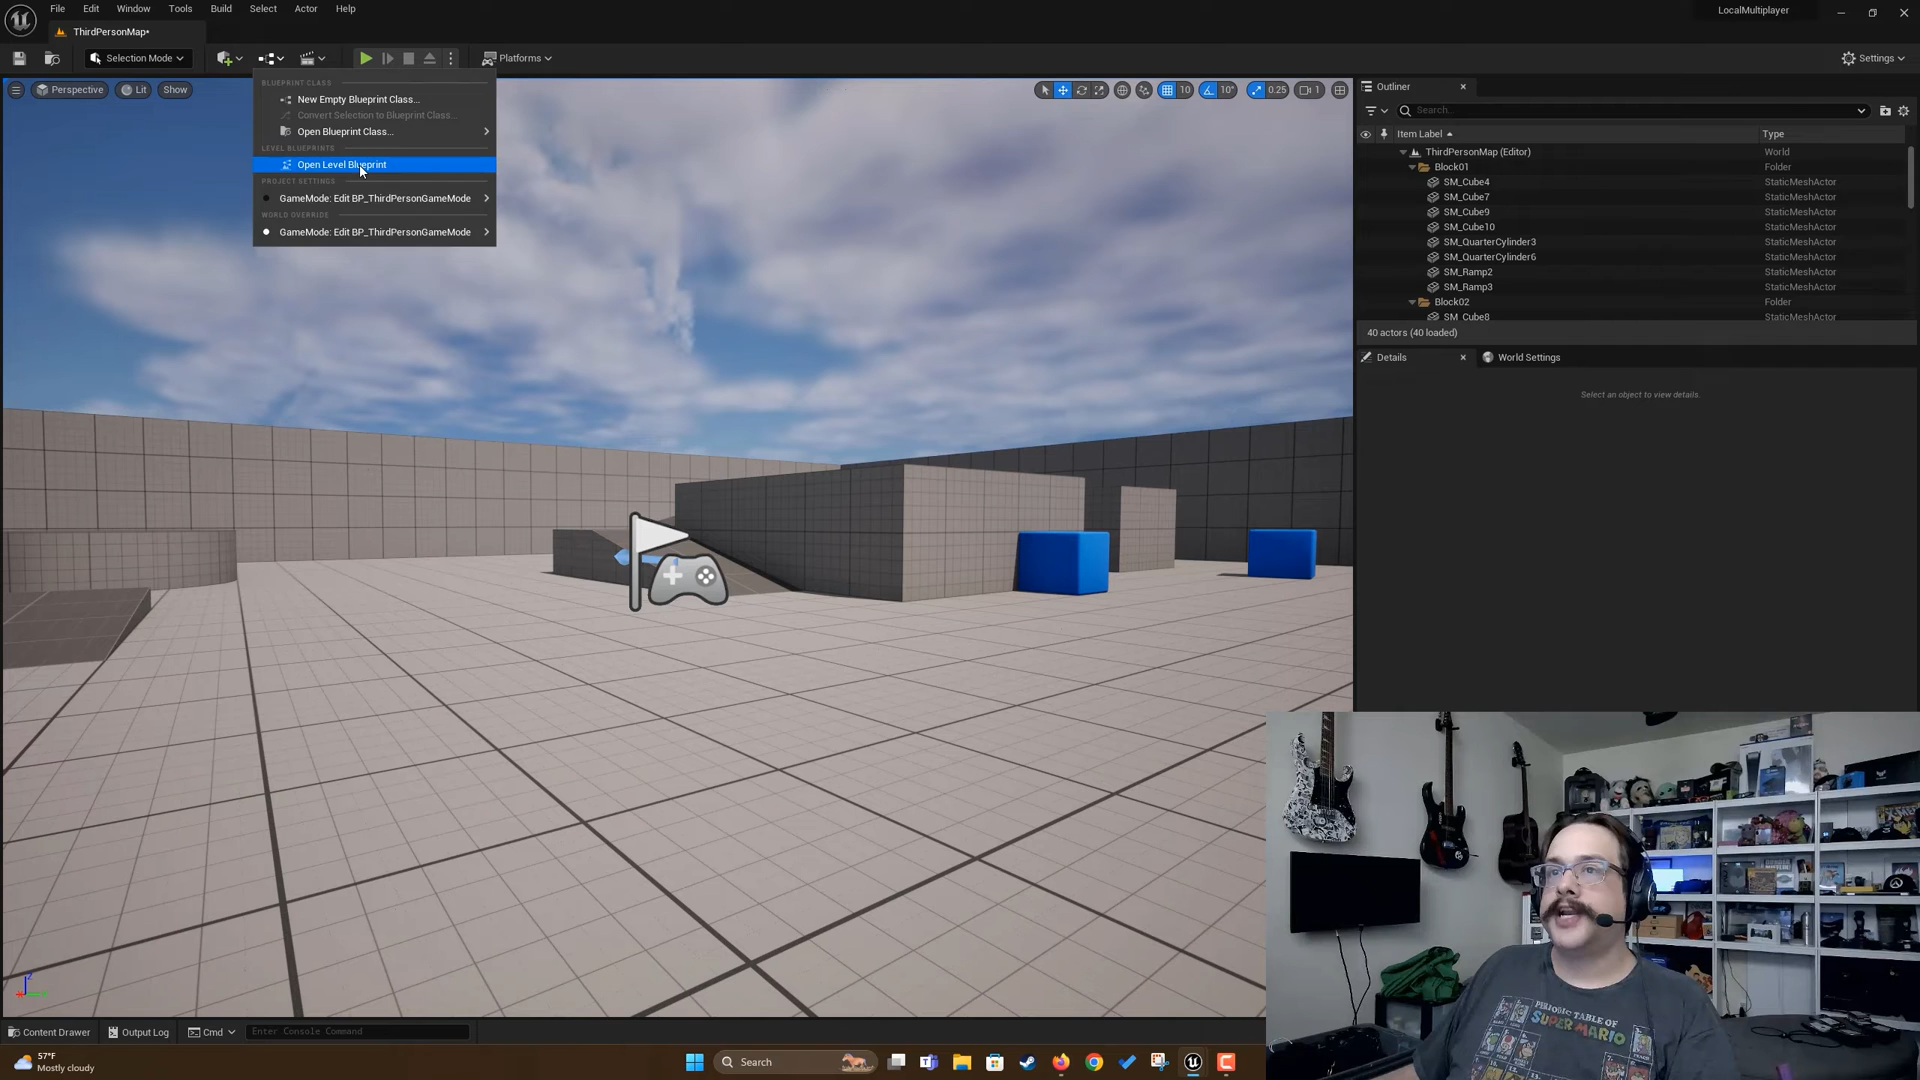 File Edit Window Tools Build Select Actor Help
LocalMultiplayer
ThirdPersonMap*
Selection Mode
Platforms
Settings
Perspective
Lit
Show
10
10°
0.25
1
BLUEPRINT CLASS
New Empty Blueprint Class...
Convert Selection to Blueprint Class...
Open Blueprint Class...
LEVEL BLUEPRINTS
Open Level Blueprint
PROJECT SETTINGS
GameMode: Edit BP_ThirdPersonGameMode
WORLD OVERRIDE
GameMode: Edit BP_ThirdPersonGameMode
Outliner
Search...
Item Label Type
ThirdPersonMap (Editor) World
Block01 Folder
SM_Cube4 StaticMeshActor
SM_Cube7 StaticMeshActor
SM_Cube9 StaticMeshActor
SM_Cube10 StaticMeshActor
SM_QuarterCylinder3 StaticMeshActor
SM_QuarterCylinder6 StaticMeshActor
SM_Ramp2 StaticMeshActor
SM_Ramp3 StaticMeshActor
Block02 Folder
SM_Cube8 StaticMeshActor
40 actors (40 loaded)
Details
World Settings
Select an object to view details.
PERIODIC TABLE OF
SUPER MARIO
Content Drawer
Output Log
Cmd
Enter Console Command
57°F
Mostly cloudy
Search